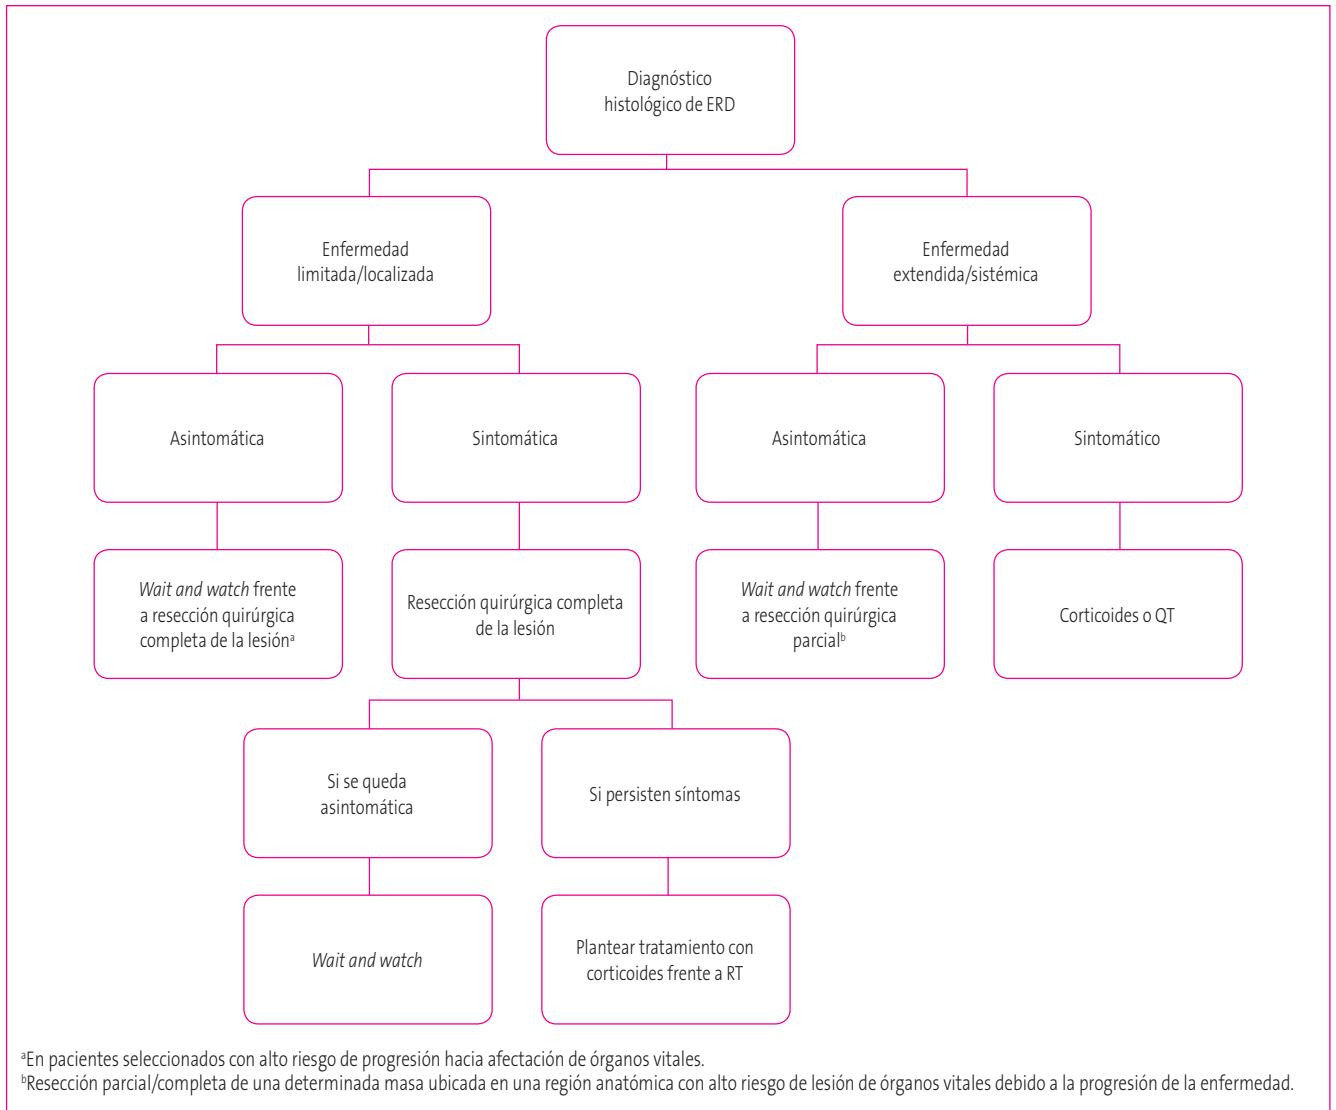 Diagnóstico
histológico de ERD
Enfermedad
limitada/localizada
Enfermedad
extendida/sistémica
Asintomática
Sintomática
Asintomática
Sintomático
Wait and watch frente
a resección quirúrgica
completa de la lesiónᵃ
Resección quirúrgica completa
de la lesión
Wait and watch frente
a resección quirúrgica
parcialᵇ
Corticoides o QT
Si se queda
asintomática
Si persisten síntomas
Wait and watch
Plantear tratamiento con
corticoides frente a RT
ᵃEn pacientes seleccionados con alto riesgo de progresión hacia afectación de órganos vitales.
ᵇResección parcial/completa de una determinada masa ubicada en una región anatómica con alto riesgo de lesión de órganos vitales debido a la progresión de la enfermedad.